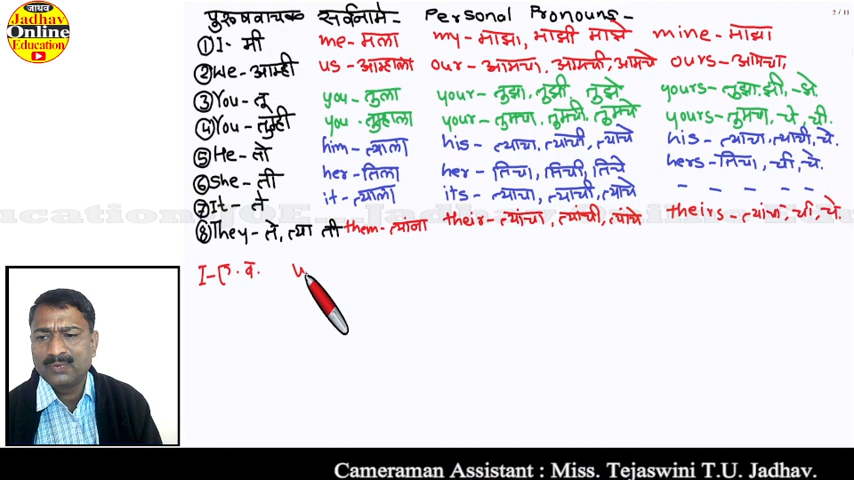 जाधव
Jadhav
Online
Education
2 / 11
पुरूषवाचक सर्वनामे- Personal Pronouns-
① I- मी me- मला my- माझा, माझी माझे mine- माझा
② We- आम्ही us- आम्हाला our- आमचा, आमची, आमचे ours- आमचा,
③ You- तू you- तुला your- तुझा, तुझी तुझे yours- तुझा, झी, -झे.
④ You- तुम्ही you- तुम्हाला your- तुमचा, तुमची, तुमचे yours- तुमचा, चे, ची.
⑤ He- तो him- त्याला his- त्याचा, त्याची, त्याचे his- त्याचा, त्याची, चे.
⑥ She- ती her- तिला her- तिचा, तिची, तिचे hers- तिचा, ची, चे.
⑦ It- ते it- त्याला its- त्याचा, त्याची, त्याचे - - - - -
⑧ They- ते, त्या ती them- त्यांना their- त्यांचा, त्यांची, त्यांचे theirs- त्यांचा, ची, चे.
I- ए. व.
Cameraman Assistant : Miss. Tejaswini T.U. Jadhav.